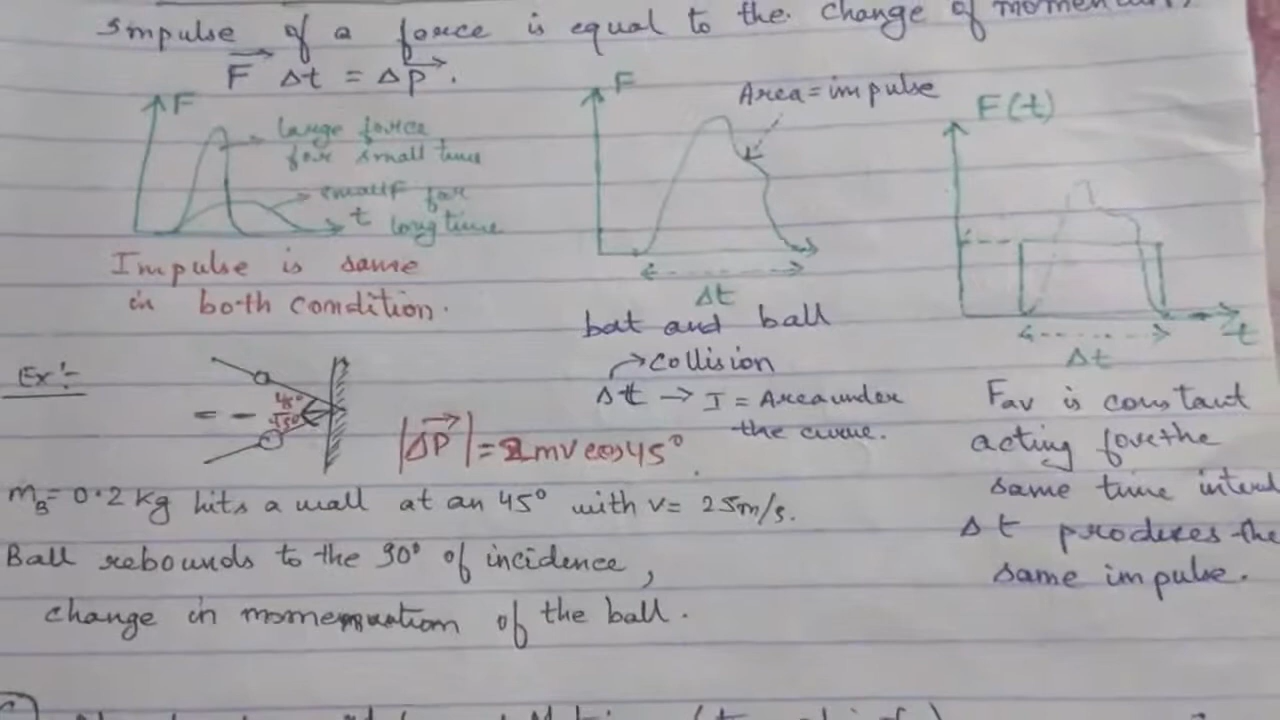 Impulse of a force is equal to the change of momentum,
F Δt = Δp.
F
large force
for small time
small F for
t long time
Impulse is same
in both condition.
F
Area = impulse
Δt
bat and ball
collision
Δt → I = Area under
the curve.
F(t)
t
Δt
Fav is constant
acting for the
same time interval
Δt produces the
same impulse.
Ex:-
45°
|ΔP| = 2mv cos45°.
mB = 0.2 kg hits a wall at an 45° with v = 25m/s.
Ball rebounds to the 90° of incidence,
change in momentum of the ball.